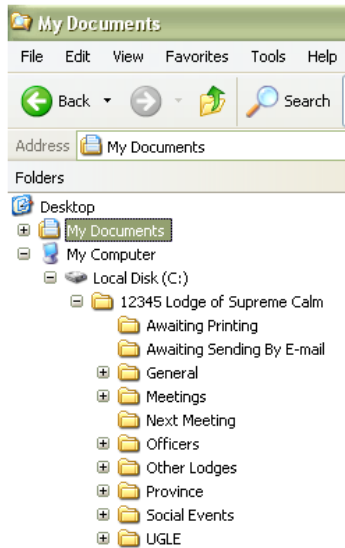 My Documents
File Edit View Favorites Tools Help
Back Search
Address My Documents
Folders
Desktop
My Documents
My Computer
Local Disk (C:)
12345 Lodge of Supreme Calm
Awaiting Printing
Awaiting Sending By E-mail
General
Meetings
Next Meeting
Officers
Other Lodges
Province
Social Events
UGLE